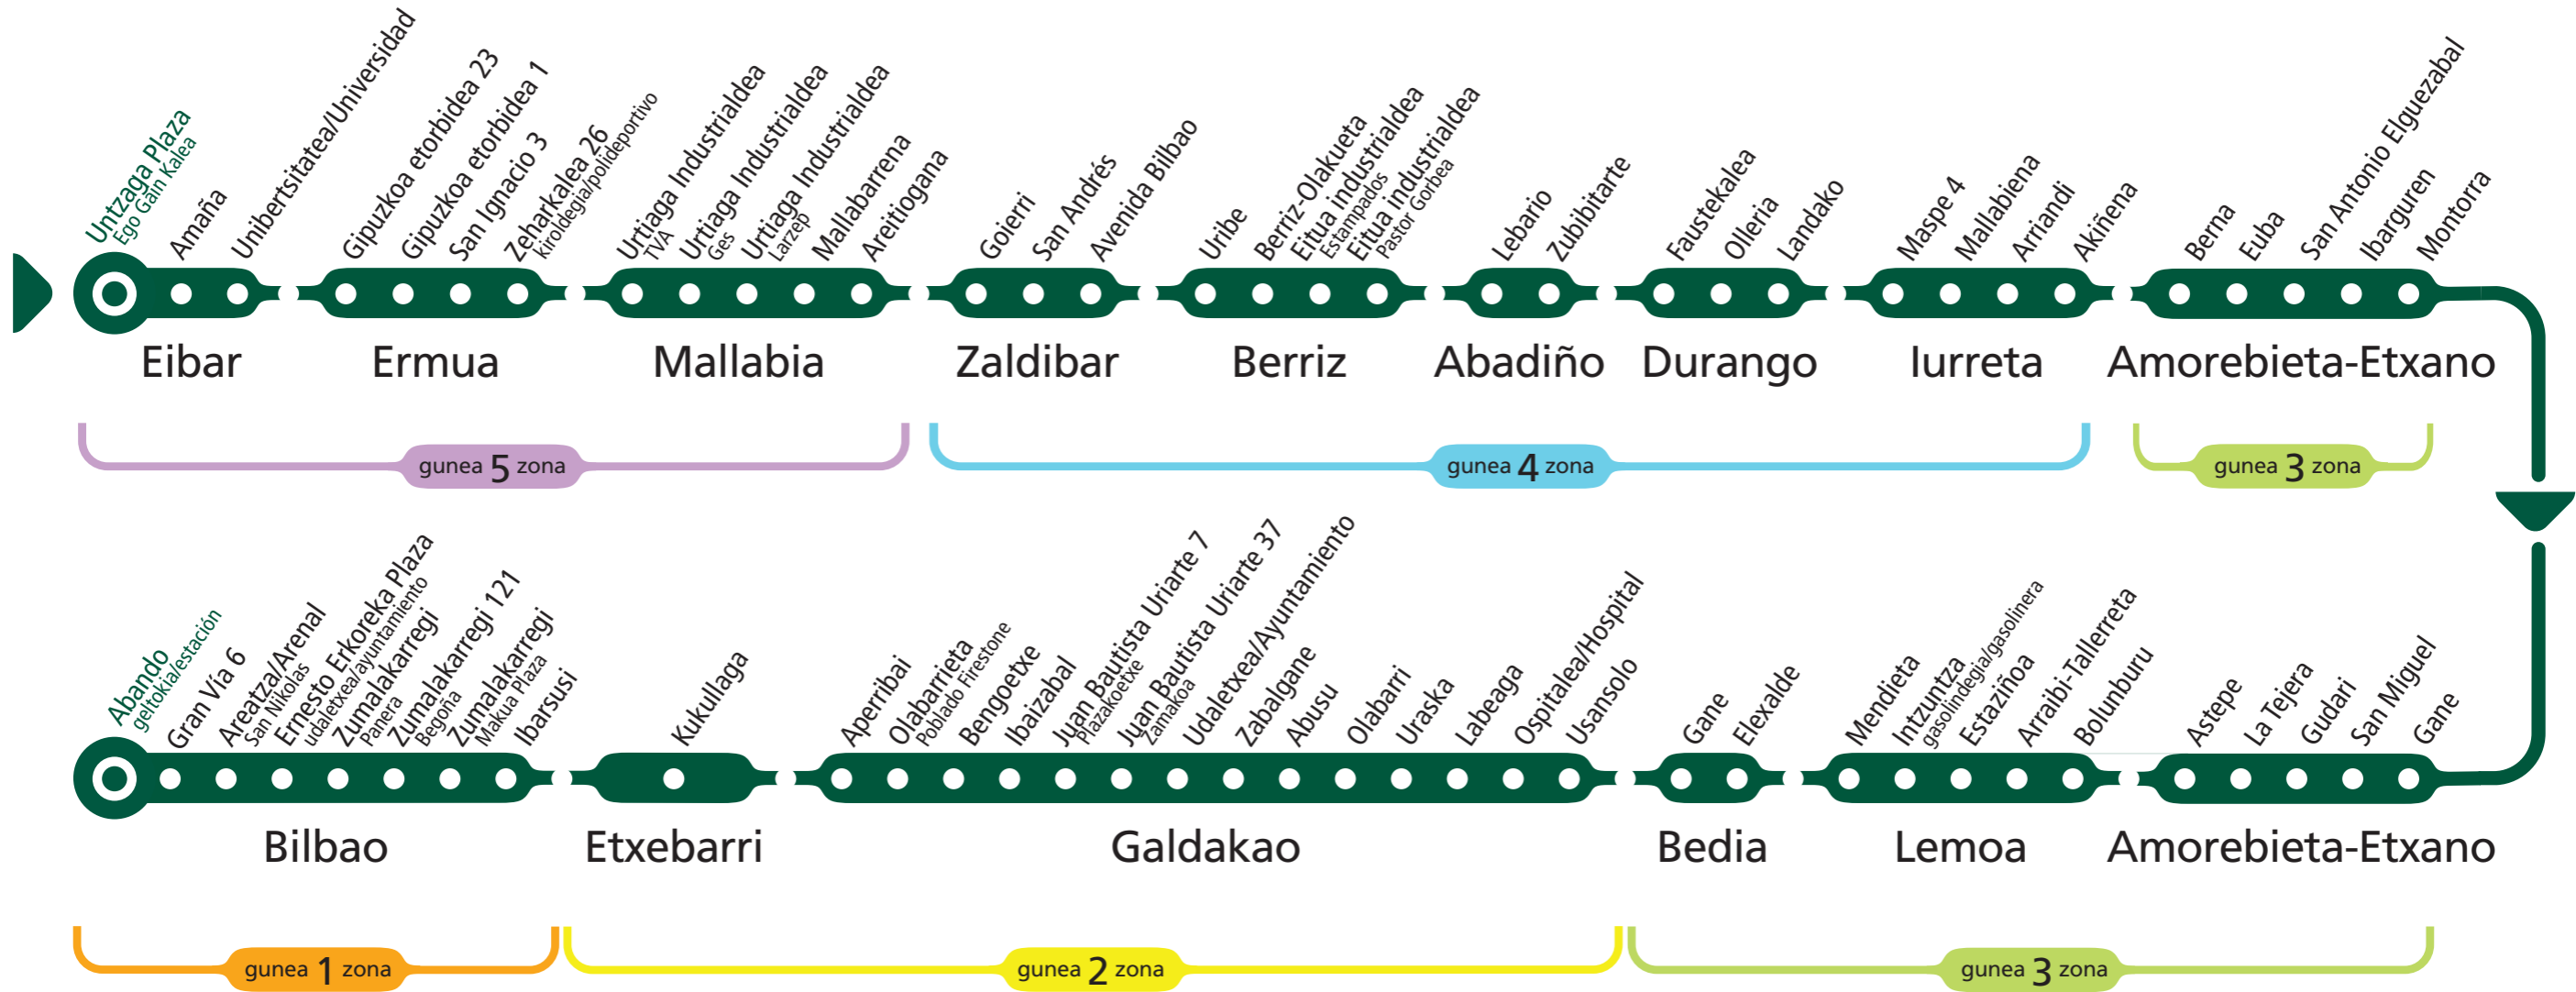 Untzaga Plaza
Ego Gain Kalea
Amaña
Unibertsitatea/Universidad
Gipuzkoa etorbidea 23
Gipuzkoa etorbidea 1
San Ignacio 3
Zeharkalea 26
kiroldegia/polideportivo
Urtiaga Industrialdea
TVA
Urtiaga Industrialdea
Ges
Urtiaga Industrialdea
Larzep
Mallabarrena
Areitiogana
Goierri
San Andrés
Avenida Bilbao
Uribe
Berriz-Olakueta
Eitua industrialdea
Estampados
Eitua industrialdea
Pastor Gorbea
Lebario
Zubibitarte
Faustekalea
Olleria
Landako
Maspe 4
Mallabiena
Arriandi
Akiñena
Berna
Euba
San Antonio Elguezabal
Ibarguren
Montorra
Eibar
Ermua
Mallabia
Zaldibar
Berriz
Abadiño
Durango
Iurreta
Amorebieta-Etxano
gunea 5 zona
gunea 4 zona
gunea 3 zona
Abando
geltokia/estación
Gran Vía 6
Areatza/Arenal
San Nikolas
Ernesto Erkoreka Plaza
udaletxea/ayuntamiento
Zumalakarregi
Panera
Zumalakarregi 121
Begoña
Zumalakarregi
Makua Plaza
Ibarsusi
Kukullaga
Aperribai
Olabarrieta
Poblado Firestone
Bengoetxe
Ibaizabal
Juan Bautista Uriarte 7
Plazakoetxe
Juan Bautista Uriarte 37
Zamakoa
Udaletxea/Ayuntamiento
Zabalgane
Abusu
Olabarri
Uraska
Labeaga
Ospitalea/Hospital
Usansolo
Gane
Elexalde
Mendieta
Intzuntza
gasolindegia/gasolinera
Estaziñoa
Arraibi-Tallerreta
Bolunburu
Astepe
La Tejera
Gudari
San Miguel
Gane
Bilbao
Etxebarri
Galdakao
Bedia
Lemoa
Amorebieta-Etxano
gunea 1 zona
gunea 2 zona
gunea 3 zona